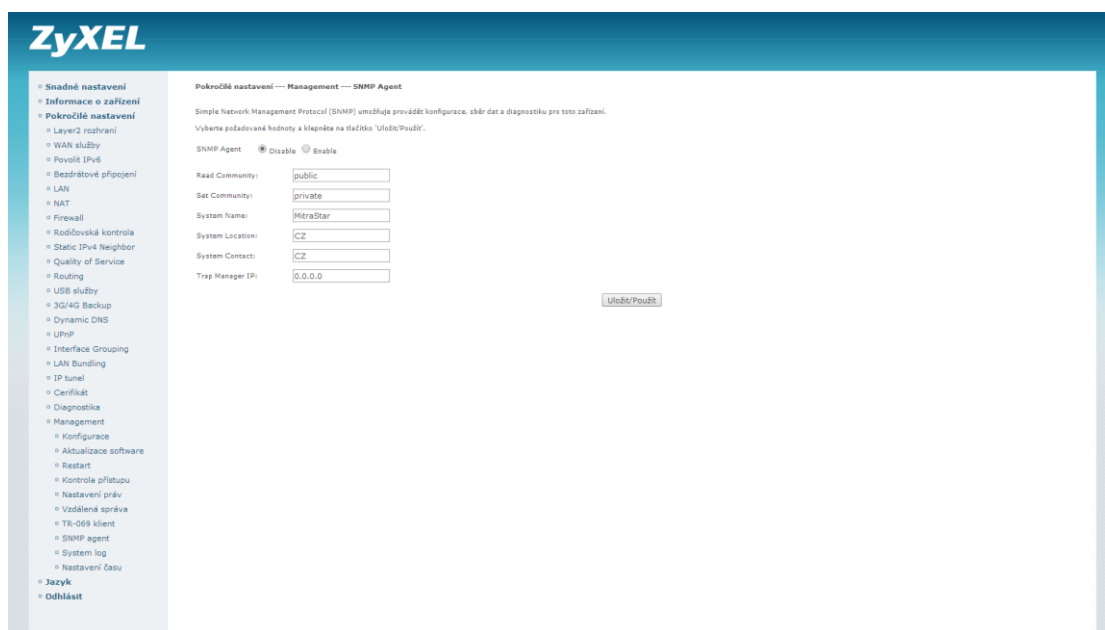 ZyXEL
Snadné nastavení
Informace o zařízení
Pokročilé nastavení
Layer2 rozhraní
WAN služby
Povolit IPv6
Bezdrátové připojení
LAN
NAT
Firewall
Rodičovská kontrola
Static IPv4 Neighbor
Quality of Service
Routing
USB služby
3G/4G Backup
Dynamic DNS
UPnP
Interface Grouping
LAN Bundling
IP tunel
Cerifikát
Diagnostika
Management
Konfigurace
Aktualizace software
Restart
Kontrola přístupu
Nastavení práv
Vzdálená správa
TR-069 klient
SNMP agent
System log
Nastavení času
Jazyk
Odhlásit
Pokročilé nastavení --- Management --- SNMP Agent
Simple Network Management Protocol (SNMP) umožňuje provádět konfigurace, sběr dat a diagnostiku pro toto zařízení.
Vyberte požadované hodnoty a klepněte na tlačítko 'Uložit/Použít'.
SNMP Agent Disable Enable
Read Community: public
Set Community: private
System Name: MitraStar
System Location: CZ
System Contact: CZ
Trap Manager IP: 0.0.0.0
Uložit/Použít